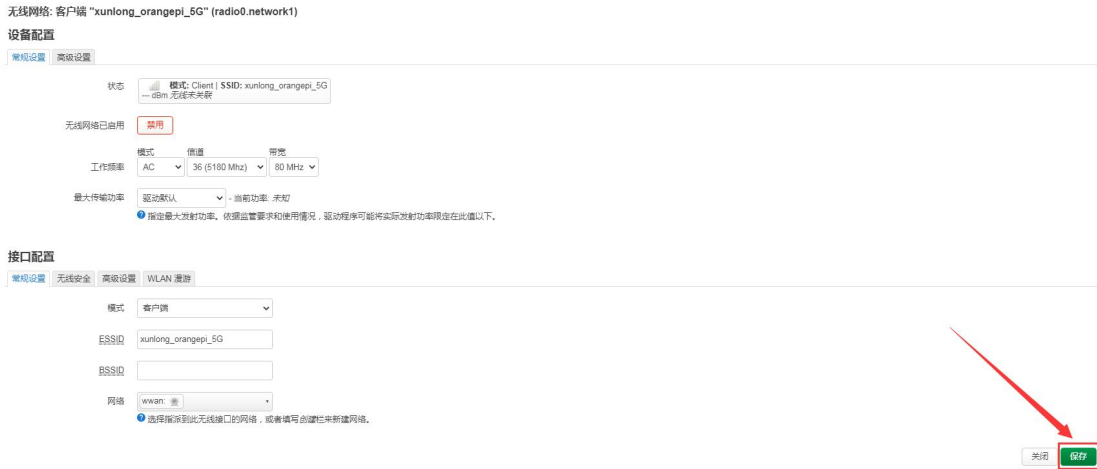 无线网络: 客户端 "xunlong_orangepi_5G" (radio0.network1)
设备配置
常规设置 高级设置
状态 模式: Client | SSID: xunlong_orangepi_5G
--- dBm 无线未关联
无线网络已启用 禁用
模式 信道 带宽
工作频率 AC 36 (5180 Mhz) 80 MHz
最大传输功率 驱动默认 - 当前功率: 未知
指定最大发射功率。依据监管要求和使用情况，驱动程序可能将实际发射功率限定在此值以下。
接口配置
常规设置 无线安全 高级设置 WLAN 漫游
模式 客户端
ESSID xunlong_orangepi_5G
BSSID
网络 wwan:
选择指派到此无线接口的网络，或者填写创建栏来新建网络。
关闭 保存